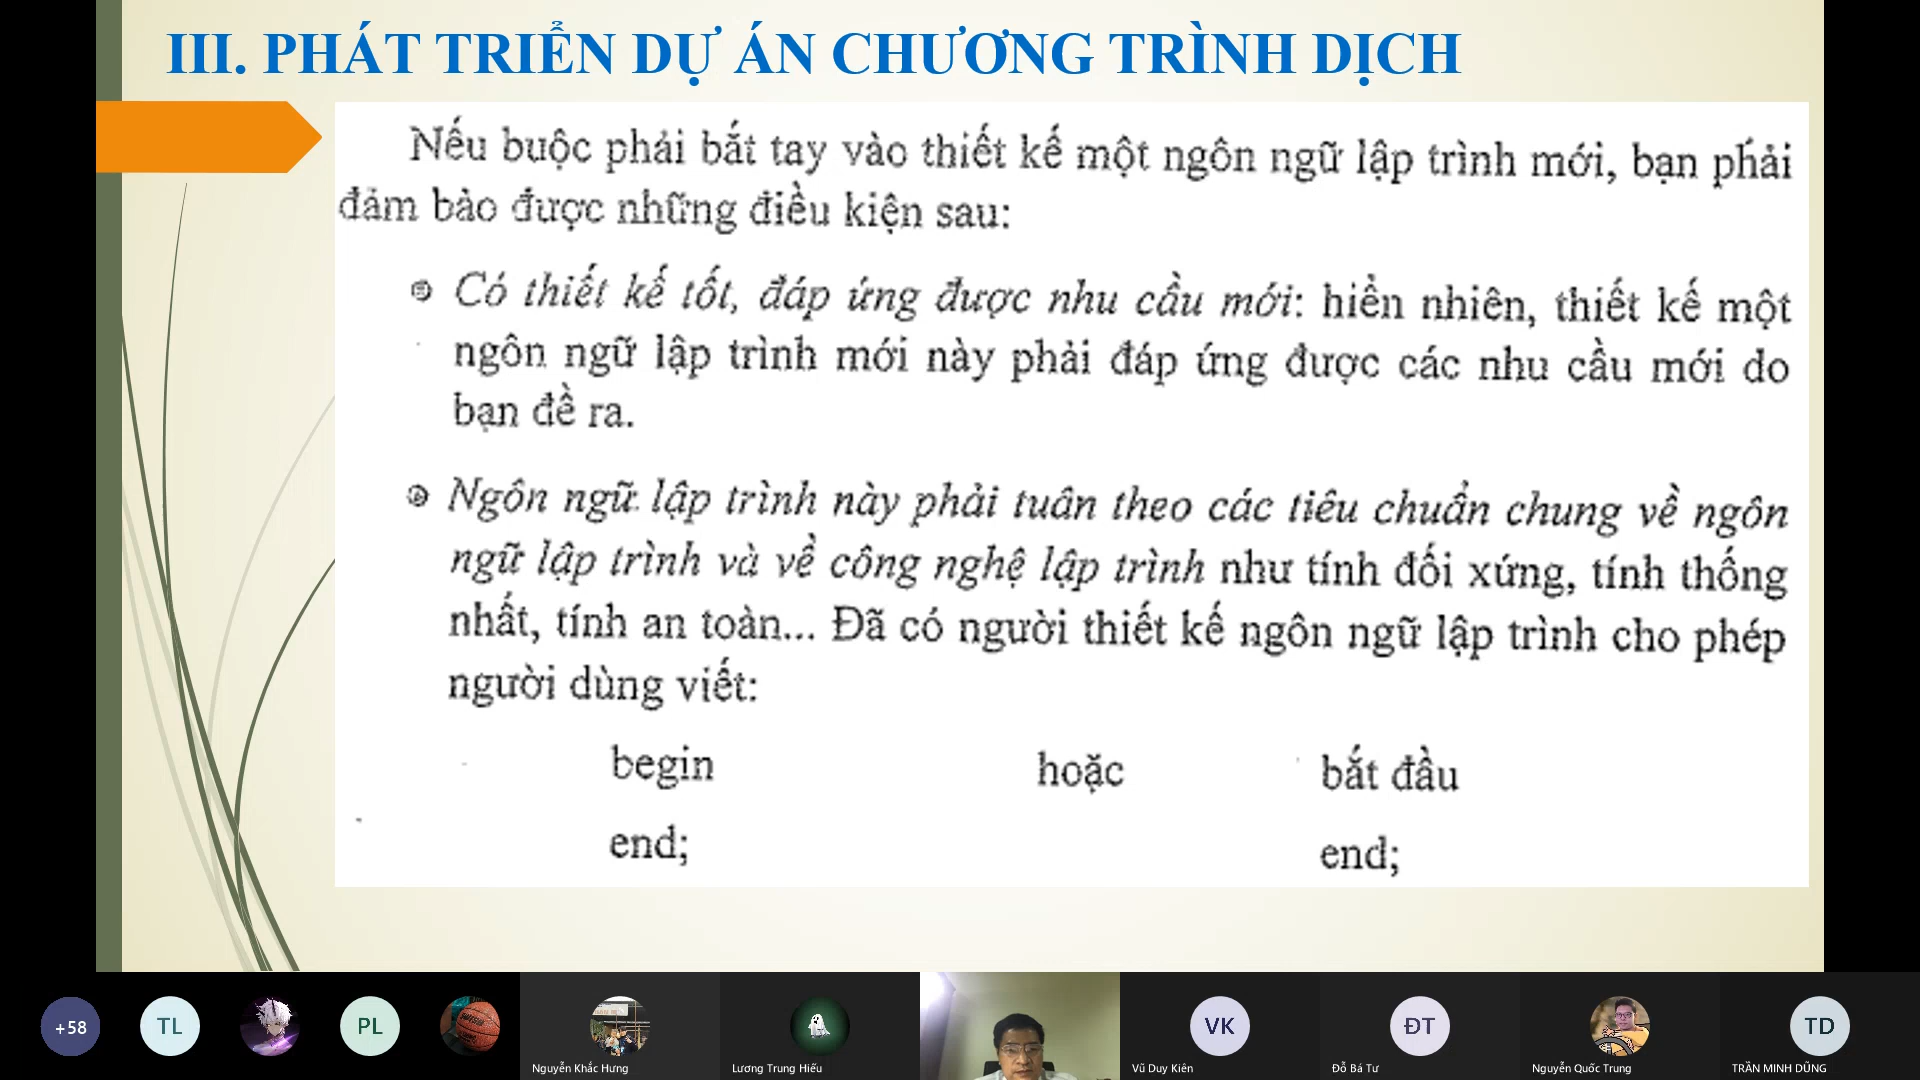 III. PHÁT TRIỂN DỰ ÁN CHƯƠNG TRÌNH DỊCH
Nếu buộc phải bắt tay vào thiết kế một ngôn ngữ lập trình mới, bạn phải
đảm bảo được những điều kiện sau:
Có thiết kế tốt, đáp ứng được nhu cầu mới: hiển nhiên, thiết kế một
ngôn ngữ lập trình mới này phải đáp ứng được các nhu cầu mới do
bạn đề ra.
Ngôn ngữ lập trình này phải tuân theo các tiêu chuẩn chung về ngôn
ngữ lập trình và về công nghệ lập trình như tính đối xứng, tính thống
nhất, tính an toàn... Đã có người thiết kế ngôn ngữ lập trình cho phép
người dùng viết:
begin hoặc bắt đầu
end; end;
+58 TL PL VK ĐT TD
Nguyễn Khắc Hưng Lương Trung Hiếu Vũ Duy Kiên Đỗ Bá Tư Nguyễn Quốc Trung TRẦN MINH DŨNG